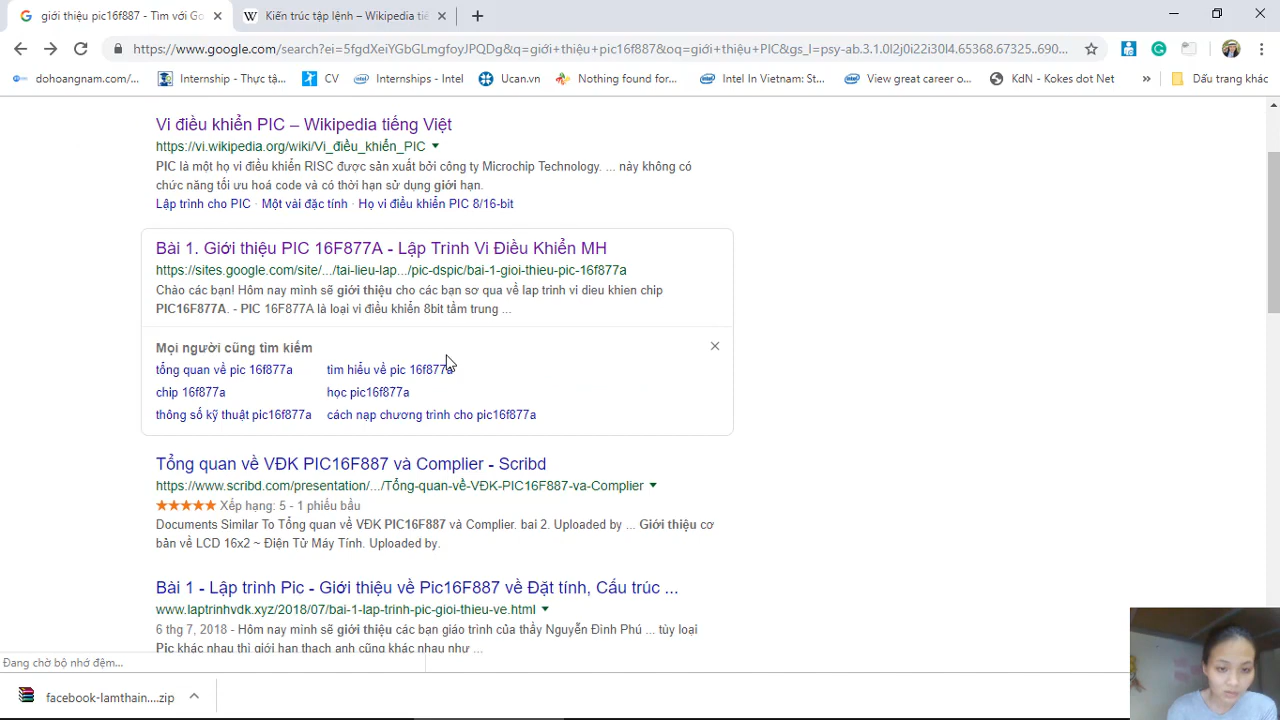 giới thiệu pic16f887 - Tìm với Go
Kiến trúc tập lệnh – Wikipedia tiế
https://www.google.com/search?ei=5fgdXeiYGbGLmgfoyJPQDg&q=giới+thiệu+pic16f887&oq=giới+thiệu+PIC&gs_l=psy-ab.3.1.0l2j0i22i30l4.65368.67325..690...
dohoangnam.com/...
Internship - Thực tậ...
CV
Internships - Intel
Ucan.vn
Nothing found for...
Intel In Vietnam: St...
View great career o...
KdN - Kokes dot Net
»
Dấu trang khác
Vi điều khiển PIC – Wikipedia tiếng Việt
https://vi.wikipedia.org/wiki/Vi_điều_khiển_PIC
PIC là một họ vi điều khiển RISC được sản xuất bởi công ty Microchip Technology. ... này không có
chức năng tối ưu hoá code và có thời hạn sử dụng giới hạn.
Lập trình cho PIC · Một vài đặc tính · Họ vi điều khiển PIC 8/16-bit
Bài 1. Giới thiệu PIC 16F877A - Lập Trình Vi Điều Khiển MH
https://sites.google.com/site/.../tai-lieu-lap.../pic-dspic/bai-1-gioi-thieu-pic-16f877a
Chào các bạn! Hôm nay mình sẽ giới thiệu cho các bạn sơ qua về lap trinh vi dieu khien chip
PIC16F877A. - PIC 16F877A là loại vi điều khiển 8bit tầm trung ...
Mọi người cũng tìm kiếm
tổng quan về pic 16f877a
tìm hiểu về pic 16f877a
chip 16f877a
học pic16f877a
thông số kỹ thuật pic16f877a
cách nạp chương trình cho pic16f877a
Tổng quan về VĐK PIC16F887 và Complier - Scribd
https://www.scribd.com/presentation/.../Tổng-quan-về-VĐK-PIC16F887-va-Complier
★★★★★ Xếp hạng: 5 - 1 phiếu bầu
Documents Similar To Tổng quan về VĐK PIC16F887 và Complier. bai 2. Uploaded by ... Giới thiệu cơ
bản về LCD 16x2 ~ Điện Tử Máy Tính. Uploaded by.
Bài 1 - Lập trình Pic - Giới thiệu về Pic16F887 về Đặt tính, Cấu trúc ...
www.laptrinhvdk.xyz/2018/07/bai-1-lap-trinh-pic-gioi-thieu-ve.html
6 thg 7, 2018 - Hôm nay mình sẽ giới thiệu các bạn giáo trình của thầy Nguyễn Đình Phú ... tùy loại
Pic khác nhau thì giới hạn thạch anh cũng khác nhau như ...
Đang chờ bộ nhớ đệm...
facebook-lamthain....zip